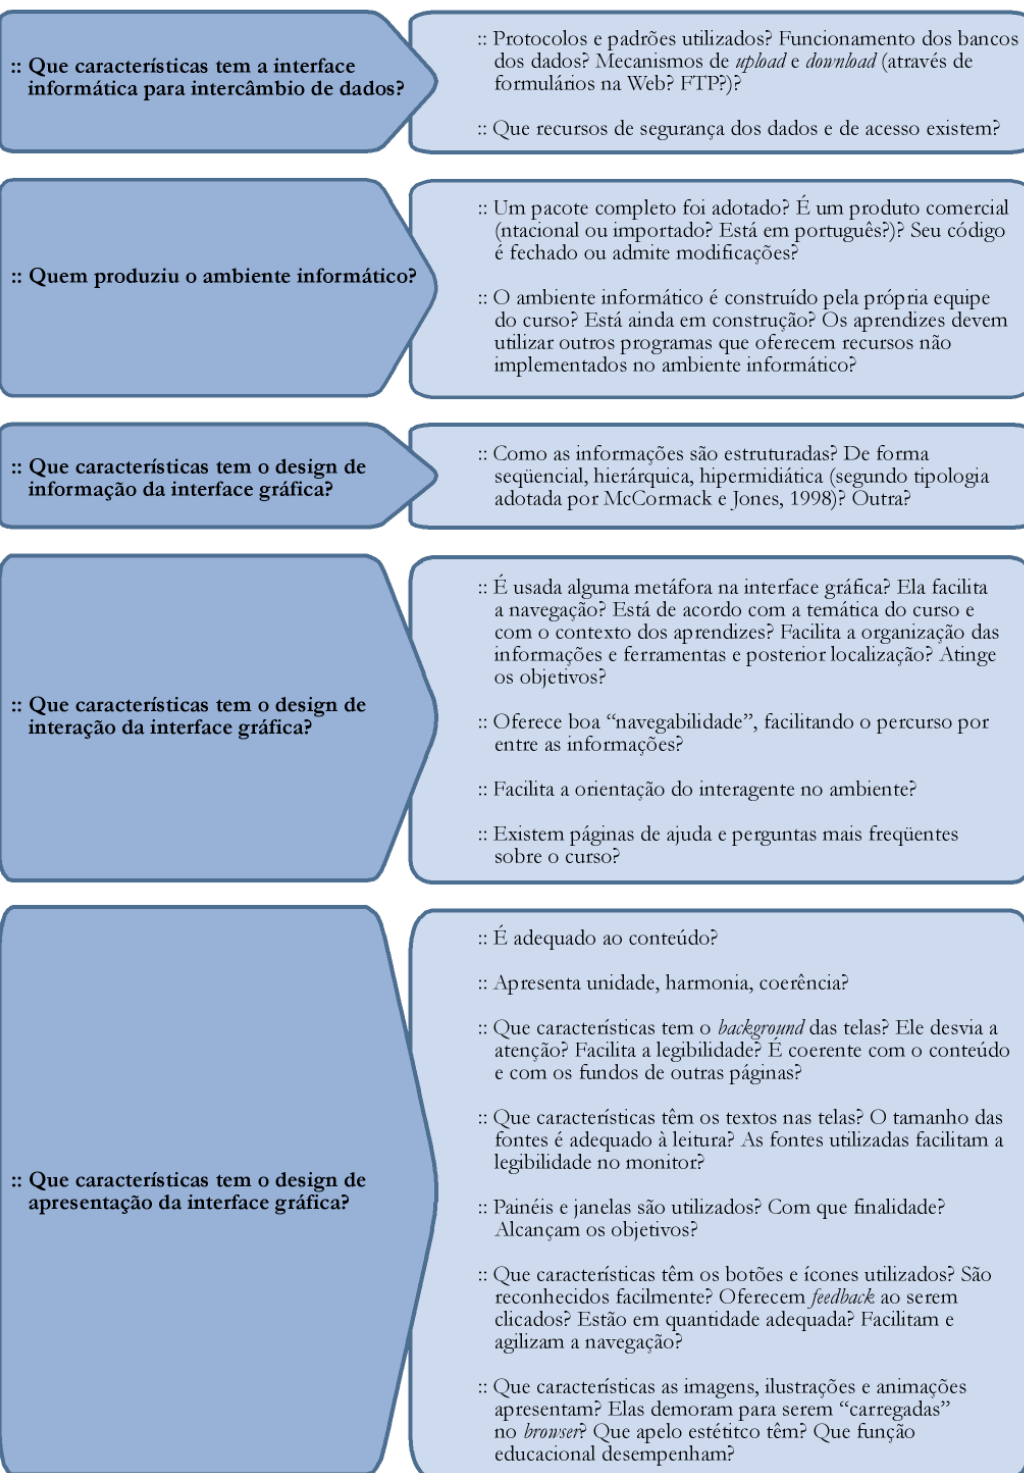 :: Que características tem a interface
informática para intercâmbio de dados?
:: Protocolos e padrões utilizados? Funcionamento dos bancos
dos dados? Mecanismos de upload e download (através de
formulários na Web? FTP?)?
:: Que recursos de segurança dos dados e de acesso existem?
:: Quem produziu o ambiente informático?
:: Um pacote completo foi adotado? É um produto comercial
(ntacional ou importado? Está em português?)? Seu código
é fechado ou admite modificações?
:: O ambiente informático é construído pela própria equipe
do curso? Está ainda em construção? Os aprendizes devem
utilizar outros programas que oferecem recursos não
implementados no ambiente informático?
:: Que características tem o design de
informação da interface gráfica?
:: Como as informações são estruturadas? De forma
seqüencial, hierárquica, hipermidiática (segundo tipologia
adotada por McCormack e Jones, 1998)? Outra?
:: Que características tem o design de
interação da interface gráfica?
:: É usada alguma metáfora na interface gráfica? Ela facilita
a navegação? Está de acordo com a temática do curso e
com o contexto dos aprendizes? Facilita a organização das
informações e ferramentas e posterior localização? Atinge
os objetivos?
:: Oferece boa “navegabilidade”, facilitando o percurso por
entre as informações?
:: Facilita a orientação do interagente no ambiente?
:: Existem páginas de ajuda e perguntas mais freqüentes
sobre o curso?
:: Que características tem o design de
apresentação da interface gráfica?
:: É adequado ao conteúdo?
:: Apresenta unidade, harmonia, coerência?
:: Que características tem o background das telas? Ele desvia a
atenção? Facilita a legibilidade? É coerente com o conteúdo
e com os fundos de outras páginas?
:: Que características têm os textos nas telas? O tamanho das
fontes é adequado à leitura? As fontes utilizadas facilitam a
legibilidade no monitor?
:: Painéis e janelas são utilizados? Com que finalidade?
Alcançam os objetivos?
:: Que características têm os botões e ícones utilizados? São
reconhecidos facilmente? Oferecem feedback ao serem
clicados? Estão em quantidade adequada? Facilitam e
agilizam a navegação?
:: Que características as imagens, ilustrações e animações
apresentam? Elas demoram para serem “carregadas”
no browser? Que apelo estétitco têm? Que função
educacional desempenham?